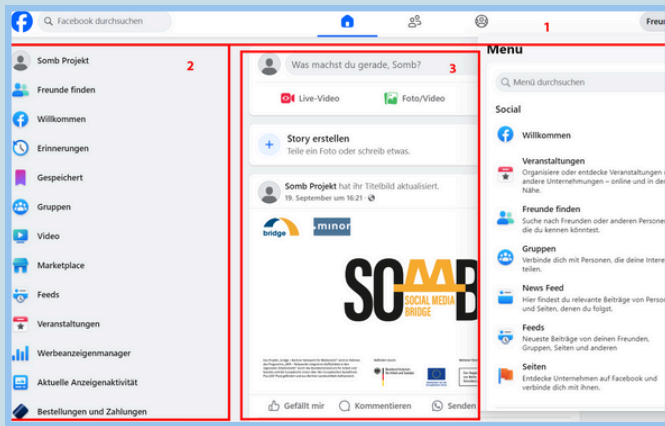 Facebook durchsuchen
1
Freun
2
Somb Projekt
Freunde finden
Willkommen
Erinnerungen
Gespeichert
Gruppen
Video
Marketplace
Feeds
Veranstaltungen
Werbeanzeigenmanager
Aktuelle Anzeigenaktivität
Bestellungen und Zahlungen
Was machst du gerade, Somb?
3
Live-Video
Foto/Video
Story erstellen
Teile ein Foto oder schreib etwas.
Somb Projekt hat ihr Titelbild aktualisiert.
19. September um 16:21 ·
bridge
minor
SOMB
SOCIAL MEDIA
BRIDGE
Gefällt mir
Kommentieren
Senden
Menü
Menü durchsuchen
Social
Willkommen
Veranstaltungen
Organisiere oder entdecke Veranstaltungen
andere Unternehmungen – online und in der
Nähe.
Freunde finden
Suche nach Freunden oder anderen Personen
die du kennen könntest.
Gruppen
Verbinde dich mit Personen, die deine Intere
teilen.
News Feed
Hier findest du relevante Beiträge von Person
und Seiten, denen du folgst.
Feeds
Neueste Beiträge von deinen Freunden,
Gruppen, Seiten und anderen
Seiten
Entdecke Unternehmen auf Facebook und
verbinde dich mit ihnen.